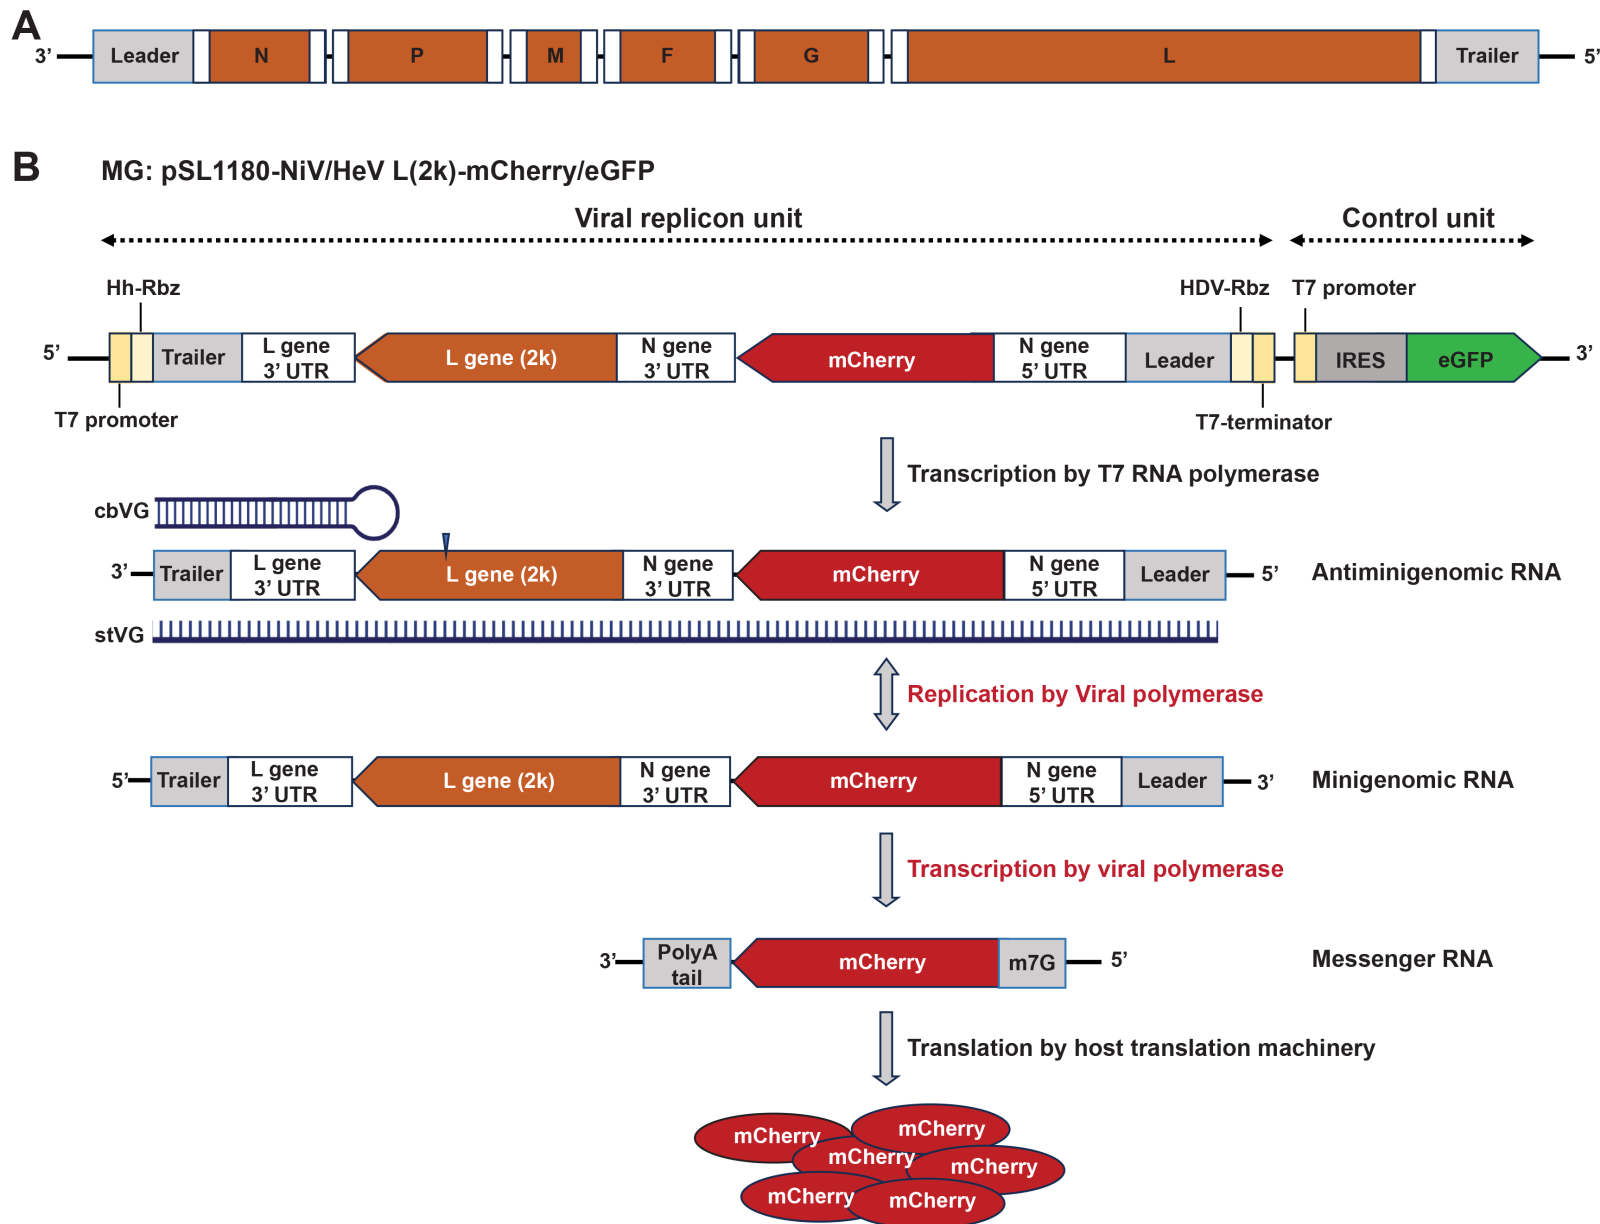 A
3’ Leader N P M F G L Trailer 5’
B MG: pSL1180-NiV/HeV L(2k)-mCherry/eGFP
Viral replicon unit Control unit
Hh-Rbz HDV-Rbz T7 promoter
5’ Trailer L gene 3’ UTR L gene (2k) N gene 3’ UTR mCherry N gene 5’ UTR Leader IRES eGFP 3’
T7 promoter T7-terminator
Transcription by T7 RNA polymerase
cbVG
3’ Trailer L gene 3’ UTR L gene (2k) N gene 3’ UTR mCherry N gene 5’ UTR Leader 5’ Antiminigenomic RNA
stVG
Replication by Viral polymerase
5’ Trailer L gene 3’ UTR L gene (2k) N gene 3’ UTR mCherry N gene 5’ UTR Leader 3’ Minigenomic RNA
Transcription by viral polymerase
3’ PolyA tail mCherry m7G 5’ Messenger RNA
Translation by host translation machinery
mCherry mCherry
mCherry mCherry
mCherry mCherry